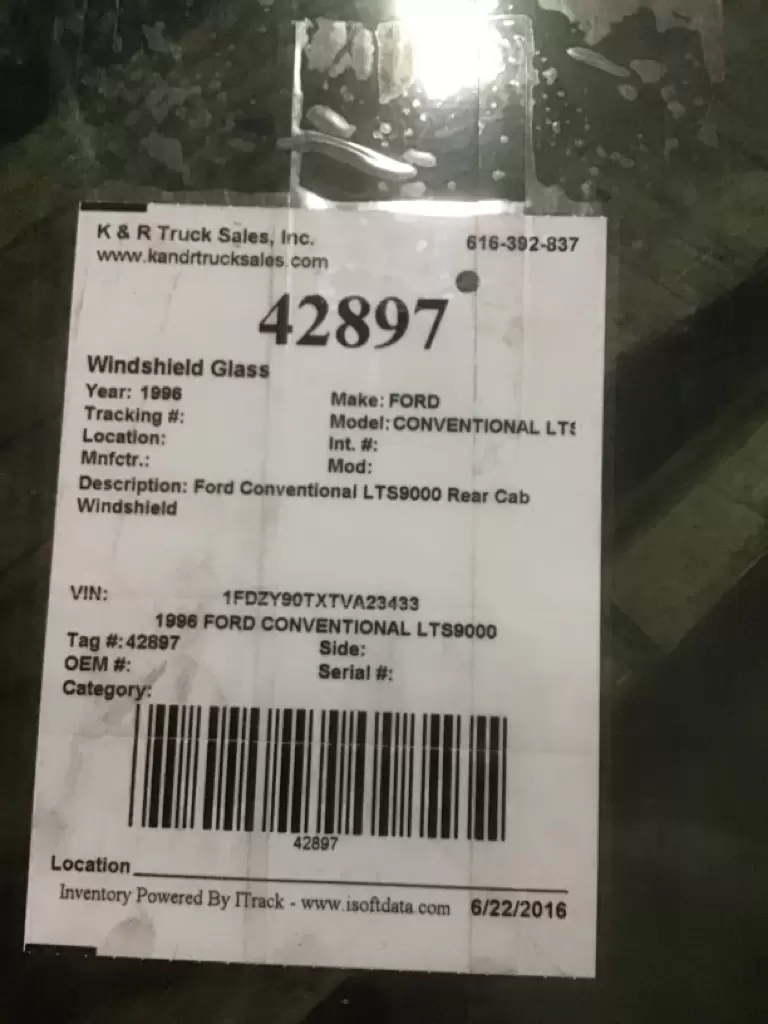 K & R Truck Sales, Inc. 616-392-837
www.kandrtrucksales.com
42897
Windshield Glass
Year: 1996 Make: FORD
Tracking #: Model: CONVENTIONAL LTS
Location: Int. #:
Mnfctr.: Mod:
Description: Ford Conventional LTS9000 Rear Cab
Windshield
VIN: 1FDZY90TXTVA23433
1996 FORD CONVENTIONAL LTS9000
Tag #: 42897 Side:
OEM #: Serial #:
Category:
42897
Location
Inventory Powered By ITrack - www.isoftdata.com 6/22/2016